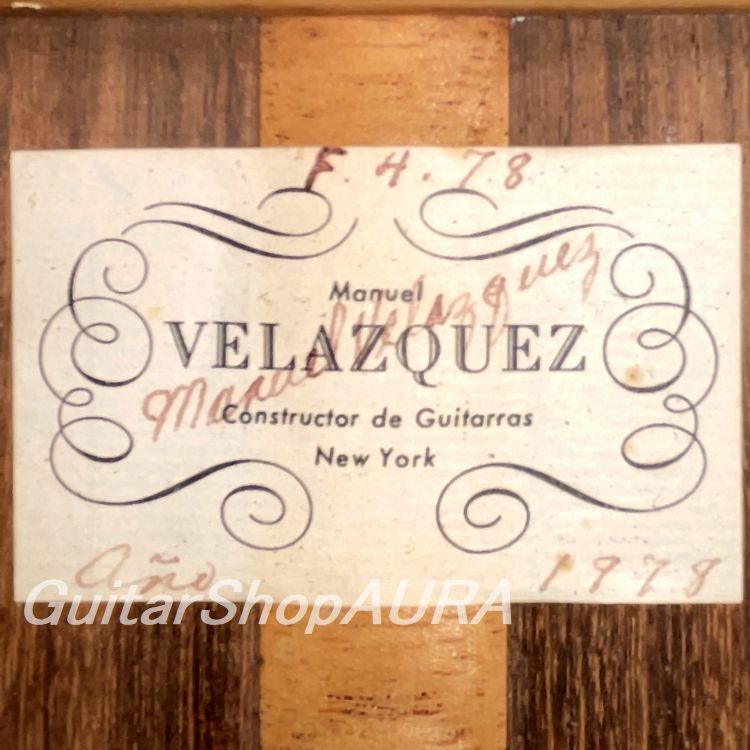 F. 4. 78
Manuel
VELAZQUEZ
Manuel Velazquez
Constructor de Guitarras
New York
Año 1978
GuitarShopAURA